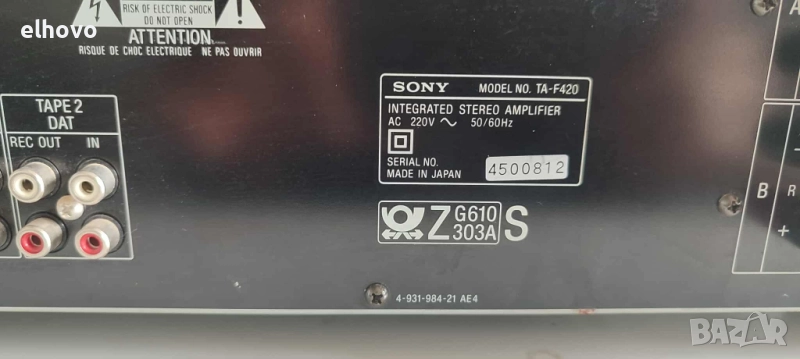 elhovo
RISK OF ELECTRIC SHOCK
DO NOT OPEN
ATTENTION
RISQUE DE CHOC ELECTRIQUE NE PAS OUVRIR
TAPE 2
DAT
REC OUT IN
SONY MODEL NO. TA-F420
INTEGRATED STEREO AMPLIFIER
AC 220V ～ 50/60Hz
SERIAL NO.
MADE IN JAPAN
4500812
Z G610 303A S
4-931-984-21 AE4
A
B R
-
+
BAZAR